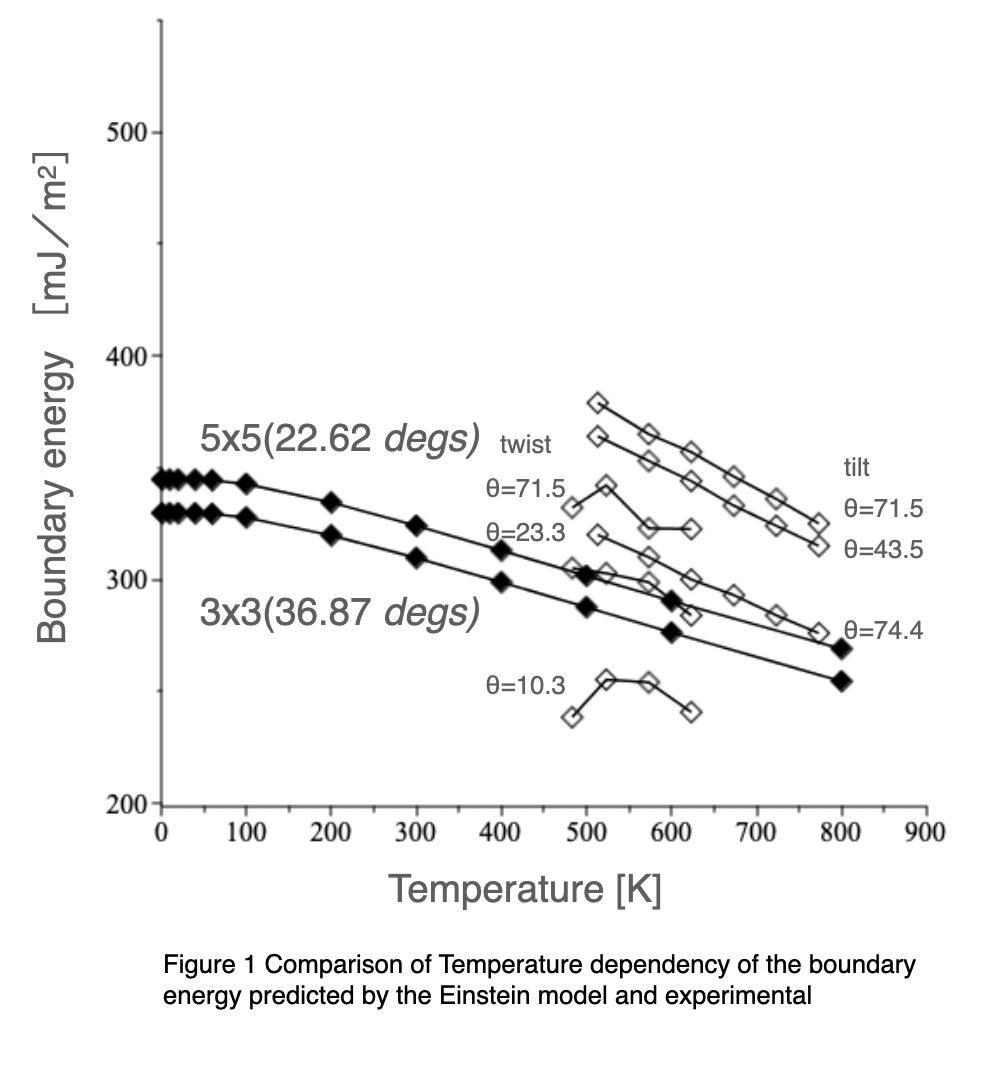 500
Boundary energy [mJ/m²]
400
5x5(22.62 degs)
twist
tilt
θ=71.5
θ=71.5
θ=23.3
θ=43.5
300
3x3(36.87 degs)
θ=74.4
θ=10.3
200
0 100 200 300 400 500 600 700 800 900
Temperature [K]
Figure 1 Comparison of Temperature dependency of the boundary
energy predicted by the Einstein model and experimental